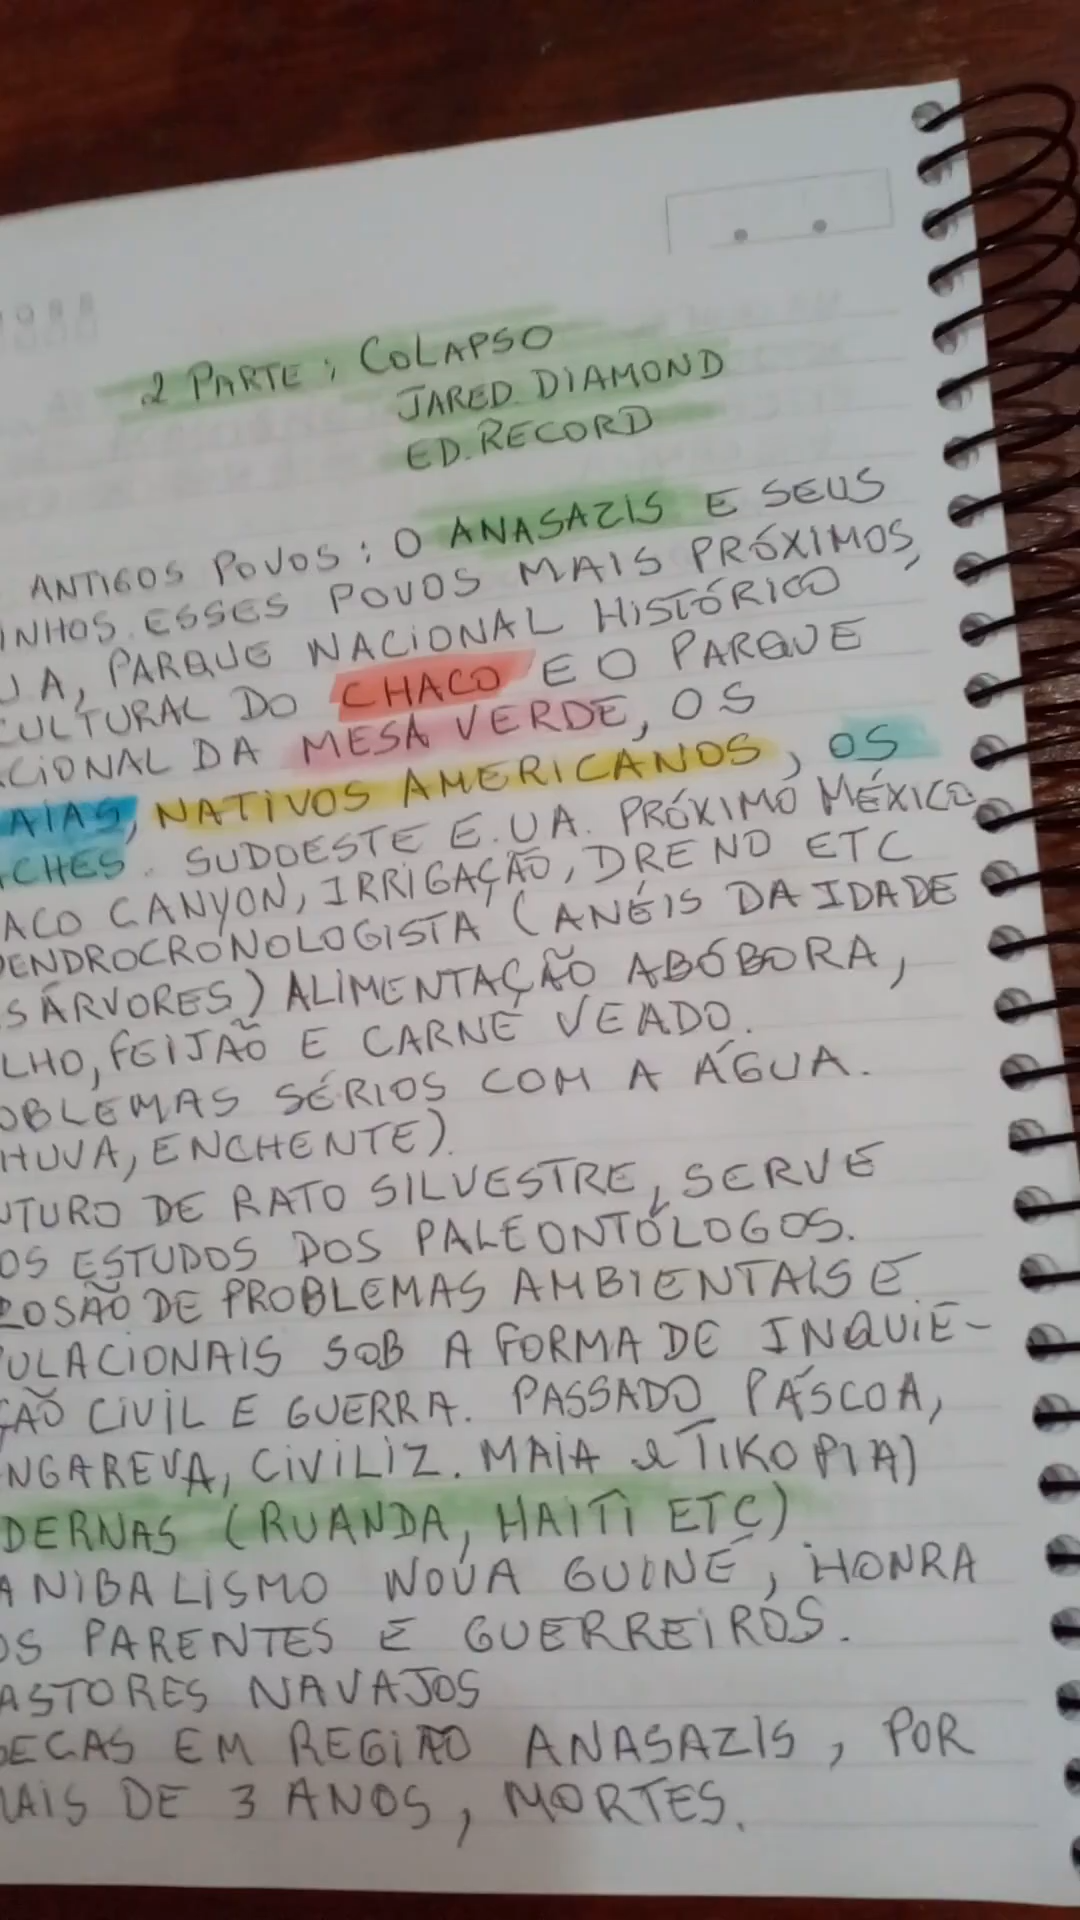 2 PARTE: COLAPSO
JARED DIAMOND
ED. RECORD
ANTIGOS POVOS: O ANASAZIS E SEUS
INHOS. ESSES POVOS MAIS PRÓXIMOS,
UA, PARQUE NACIONAL HISTÓRICO
CULTURAL DO CHACO E O PARQUE
CIONAL DA MESA VERDE, OS
AIAS, NATIVOS AMERICANOS, OS
CHES. SUDOESTE E.UA. PRÓXIMO MÉXICO
ACO CANYON, IRRIGAÇÃO, DRENO ETC
DENDROCRONOLOGISTA (ANÉIS DA IDADE
S ÁRVORES) ALIMENTAÇÃO ABÓBORA,
LHO, FEIJÃO E CARNE VEADO.
OBLEMAS SÉRIOS COM A ÁGUA.
HUVA, ENCHENTE).
UTURO DE RATO SILVESTRE, SERVE
OS ESTUDOS DOS PALEONTÓLOGOS.
ROSÃO DE PROBLEMAS AMBIENTAIS E
ULACIONAIS SOB A FORMA DE INQUIE-
ÇÃO CIVIL E GUERRA. PASSADO PÁSCOA,
NGAREVA, CIVILIZ. MAIA e TIKOPIA)
DERNAS (RUANDA, HAITI ETC)
ANIBALISMO NOVA GUINÉ, HONRA
OS PARENTES E GUERREIROS.
ASTORES NAVAJOS
ECAS EM REGIÃO ANASAZIS, POR
AIS DE 3 ANOS, MORTES.